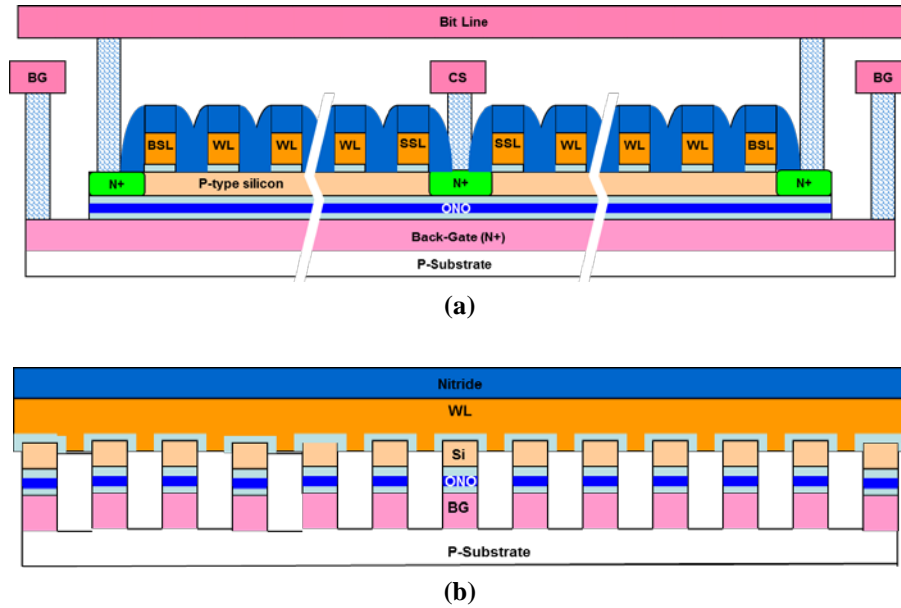 Bit Line
BG CS BG
BSL WL WL WL SSL SSL WL WL WL BSL
N+ P-type silicon N+ N+
ONO
Back-Gate (N+)
P-Substrate
(a)
Nitride
WL
Si
ONO
BG
P-Substrate
(b)